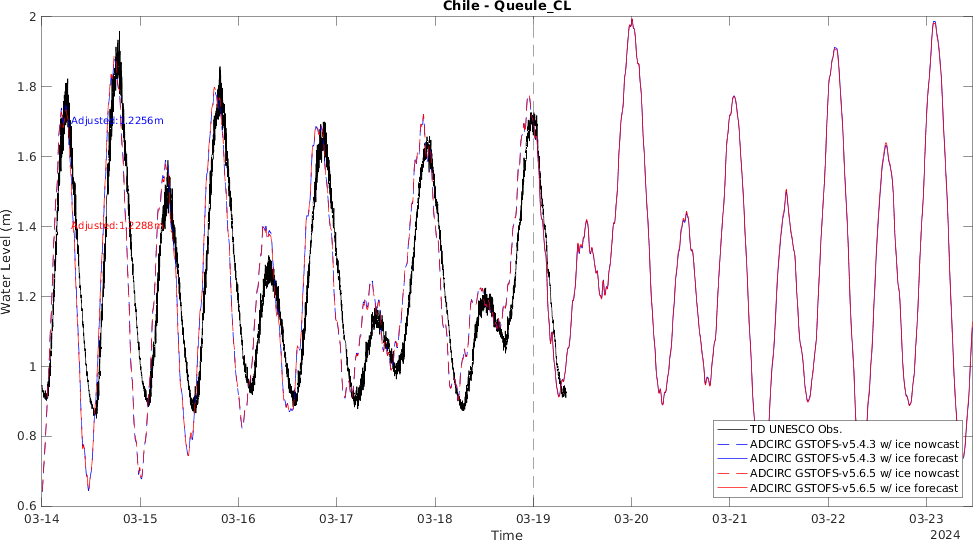 Chile - Queule_CL
2
1.8
1.6
1.4
1.2
1
0.8
0.6
Water Level (m)
Adjusted:1.2256m
Adjusted:1.2288m
TD UNESCO Obs.
ADCIRC GSTOFS-v5.4.3 w/ ice nowcast
ADCIRC GSTOFS-v5.4.3 w/ ice forecast
ADCIRC GSTOFS-v5.6.5 w/ ice nowcast
ADCIRC GSTOFS-v5.6.5 w/ ice forecast
03-14 03-15 03-16 03-17 03-18 03-19 03-20 03-21 03-22 03-23
Time
2024